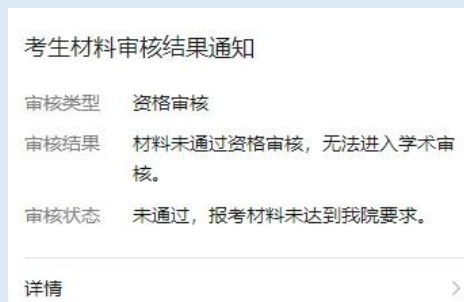 考生材料审核结果通知
审核类型 资格审核
审核结果 材料未通过资格审核，无法进入学术审
核。
审核状态 未通过，报考材料未达到我院要求。
详情